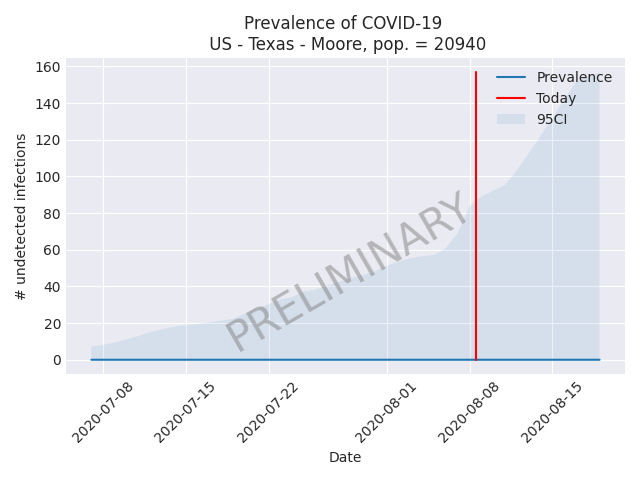 Prevalence of COVID-19
US - Texas - Moore, pop. = 20940
160
140
120
100
80
60
40
20
0
# undetected infections
Prevalence
Today
95CI
PRELIMINARY
2020-07-08
2020-07-15
2020-07-22
2020-08-01
2020-08-08
2020-08-15
Date